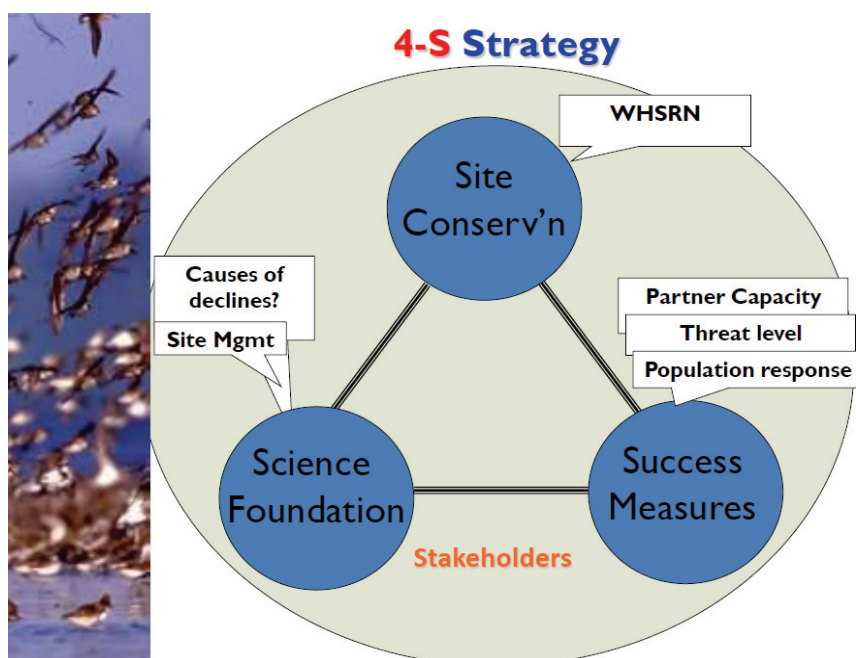 4-S Strategy
WHSRN
Site
Conserv'n
Causes of
declines?
Site Mgmt
Partner Capacity
Threat level
Population response
Science
Foundation
Success
Measures
Stakeholders